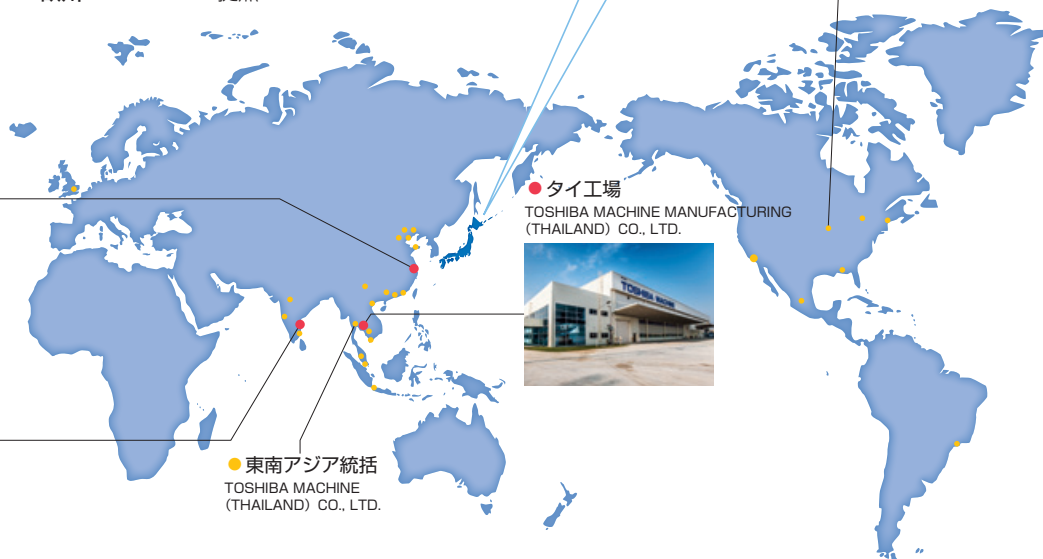 タイ工場
TOSHIBA MACHINE MANUFACTURING
(THAILAND) CO., LTD.
TOSHIBA MACHINE
東南アジア統括
TOSHIBA MACHINE
(THAILAND) CO., LTD.